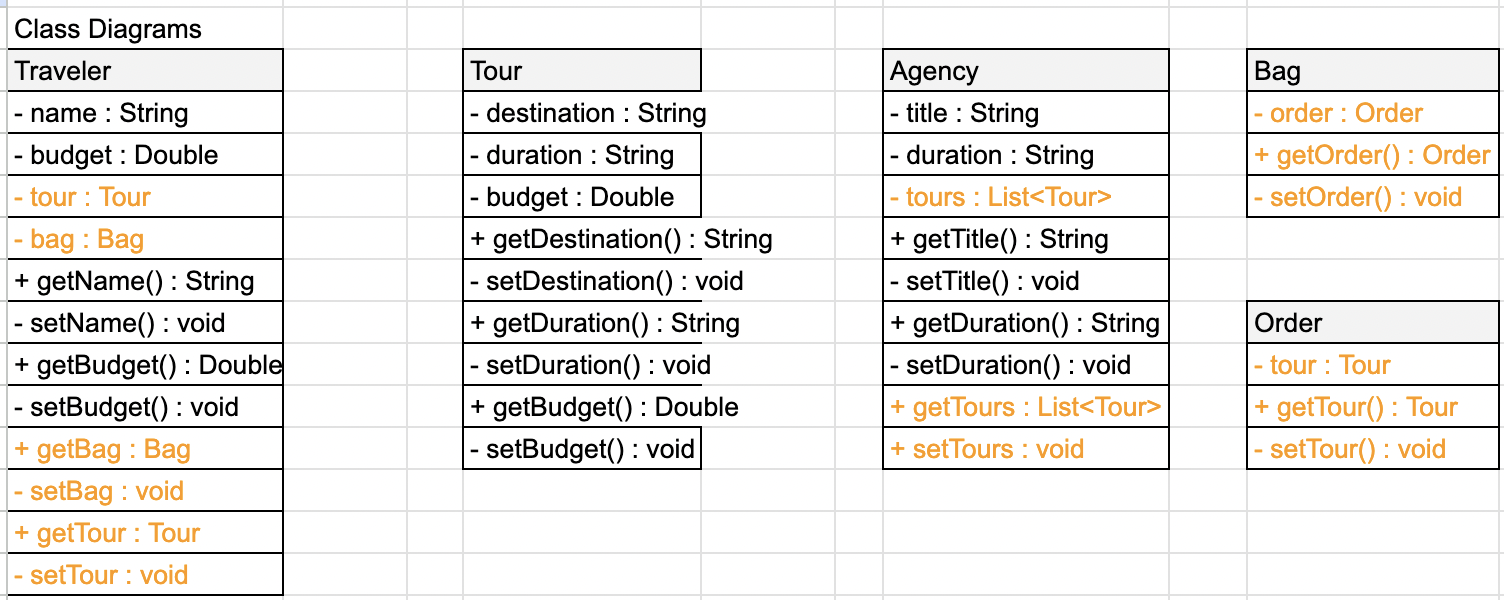 Class Diagrams
Traveler
- name : String
- budget : Double
- tour : Tour
- bag : Bag
+ getName() : String
- setName() : void
+ getBudget() : Double
- setBudget() : void
+ getBag : Bag
- setBag : void
+ getTour : Tour
- setTour : void
Tour
- destination : String
- duration : String
- budget : Double
+ getDestination() : String
- setDestination() : void
+ getDuration() : String
- setDuration() : void
+ getBudget() : Double
- setBudget() : void
Agency
- title : String
- duration : String
- tours : List<Tour>
+ getTitle() : String
- setTitle() : void
+ getDuration() : String
- setDuration() : void
+ getTours : List<Tour>
+ setTours : void
Bag
- order : Order
+ getOrder() : Order
- setOrder() : void
Order
- tour : Tour
+ getTour() : Tour
- setTour() : void